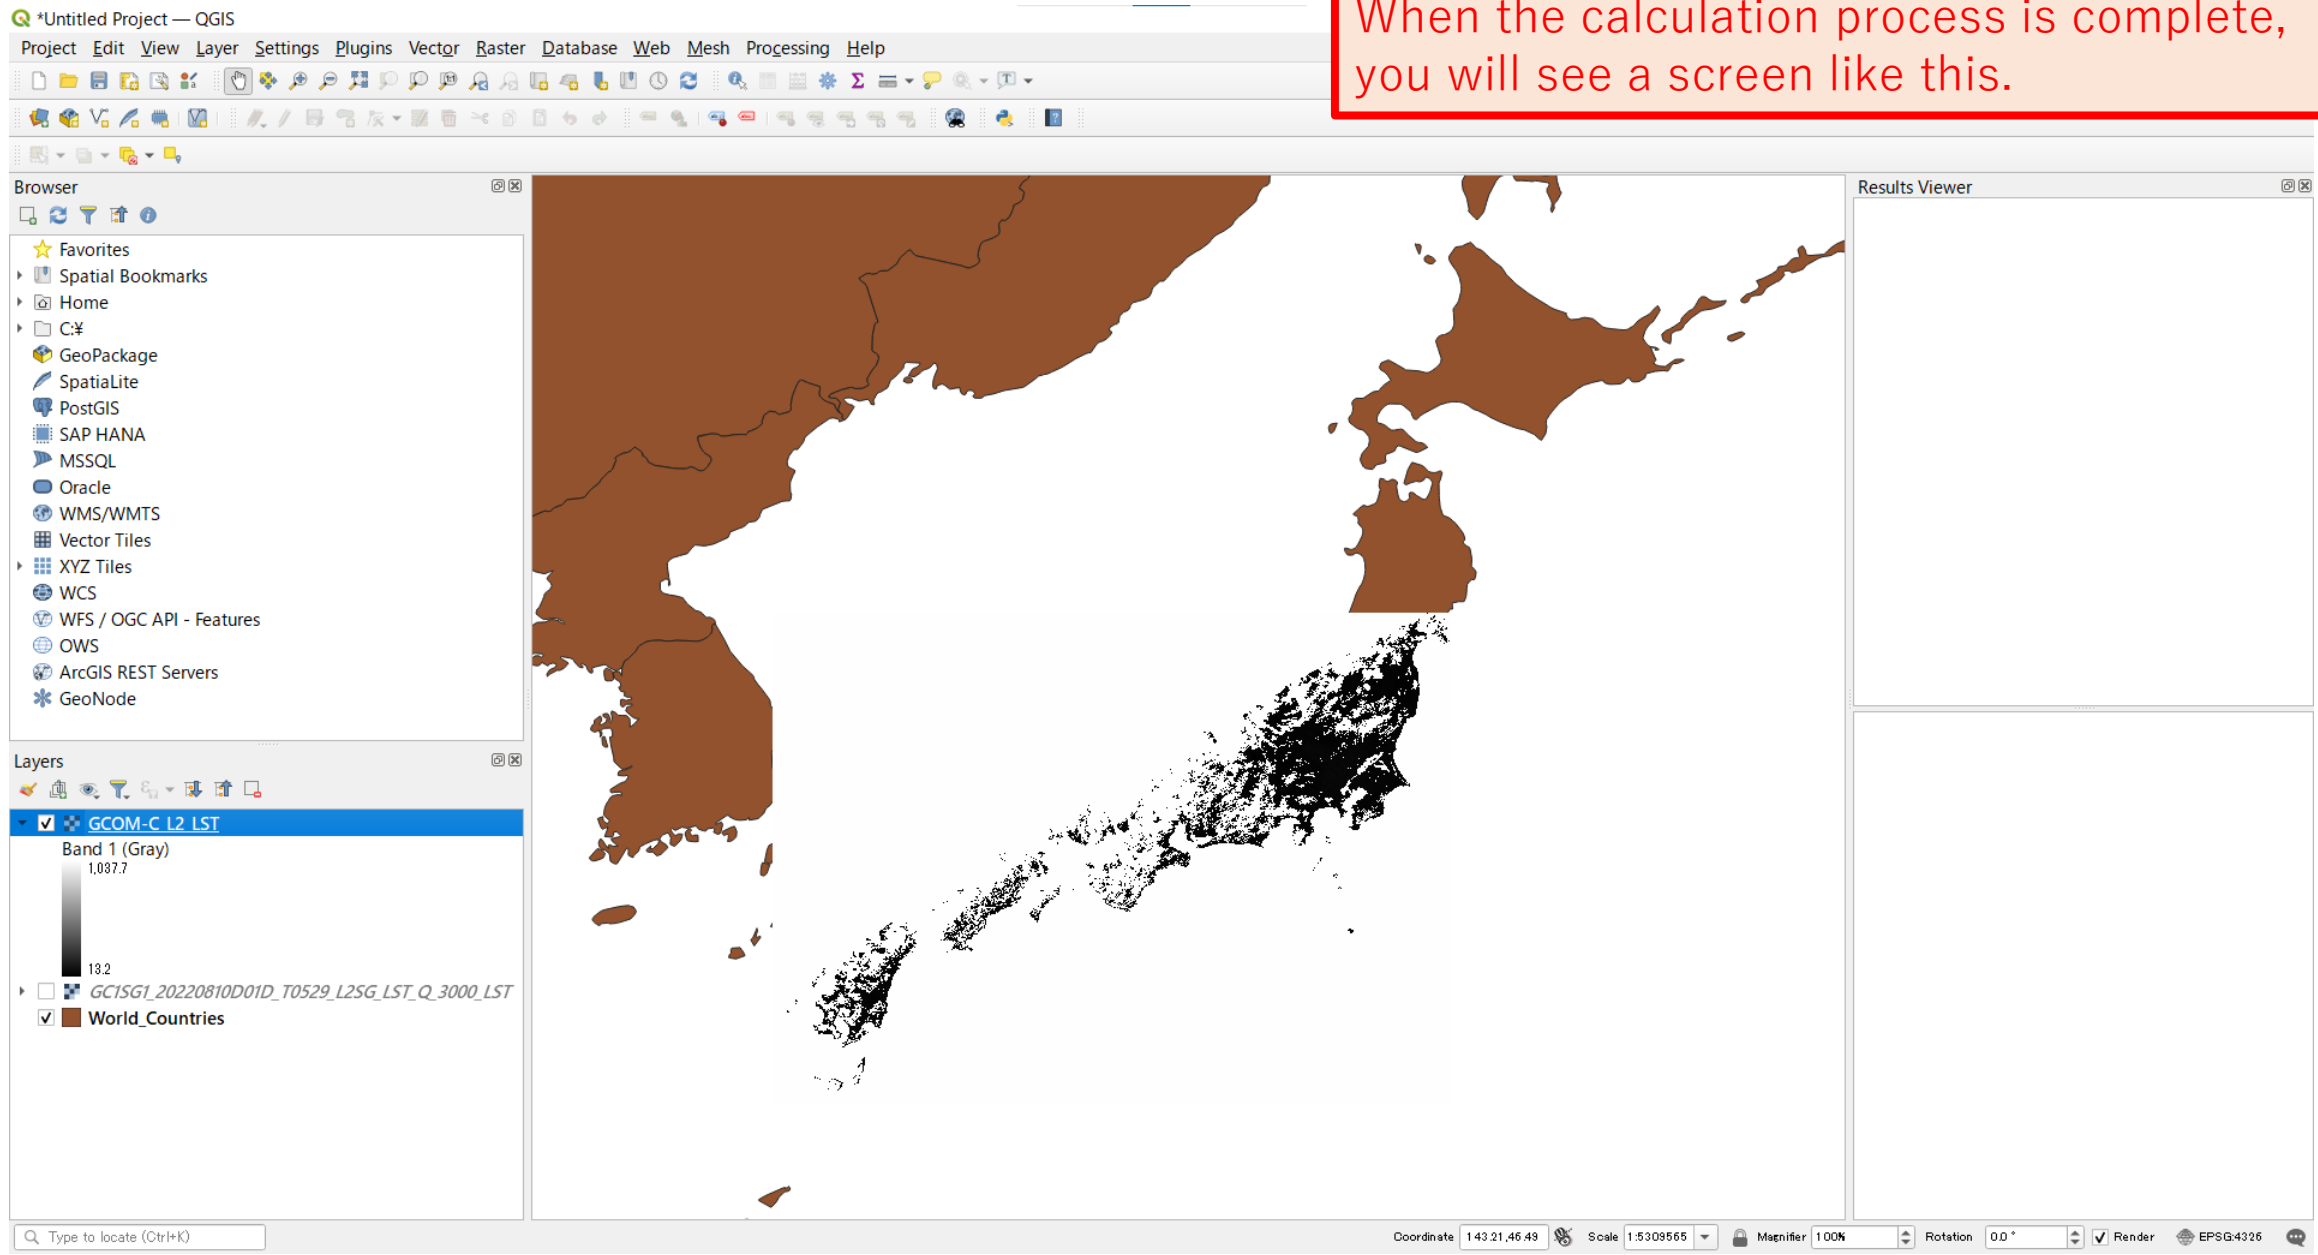 *Untitled Project — QGIS
When the calculation process is complete,
you will see a screen like this.
Project Edit View Layer Settings Plugins Vector Raster Database Web Mesh Processing Help
Browser
Favorites
Spatial Bookmarks
Home
C:¥
GeoPackage
SpatiaLite
PostGIS
SAP HANA
MSSQL
Oracle
WMS/WMTS
Vector Tiles
XYZ Tiles
WCS
WFS / OGC API - Features
OWS
ArcGIS REST Servers
GeoNode
Layers
GCOM-C_L2_LST
Band 1 (Gray)
1,037.7
13.2
GC1SG1_20220810D01D_T0529_L2SG_LST_Q_3000_LST
World_Countries
Results Viewer
Type to locate (Ctrl+K)
Coordinate 143.21,46.49 Scale 1:5309565 Magnifier 100% Rotation 0.0 ° Render EPSG:4326